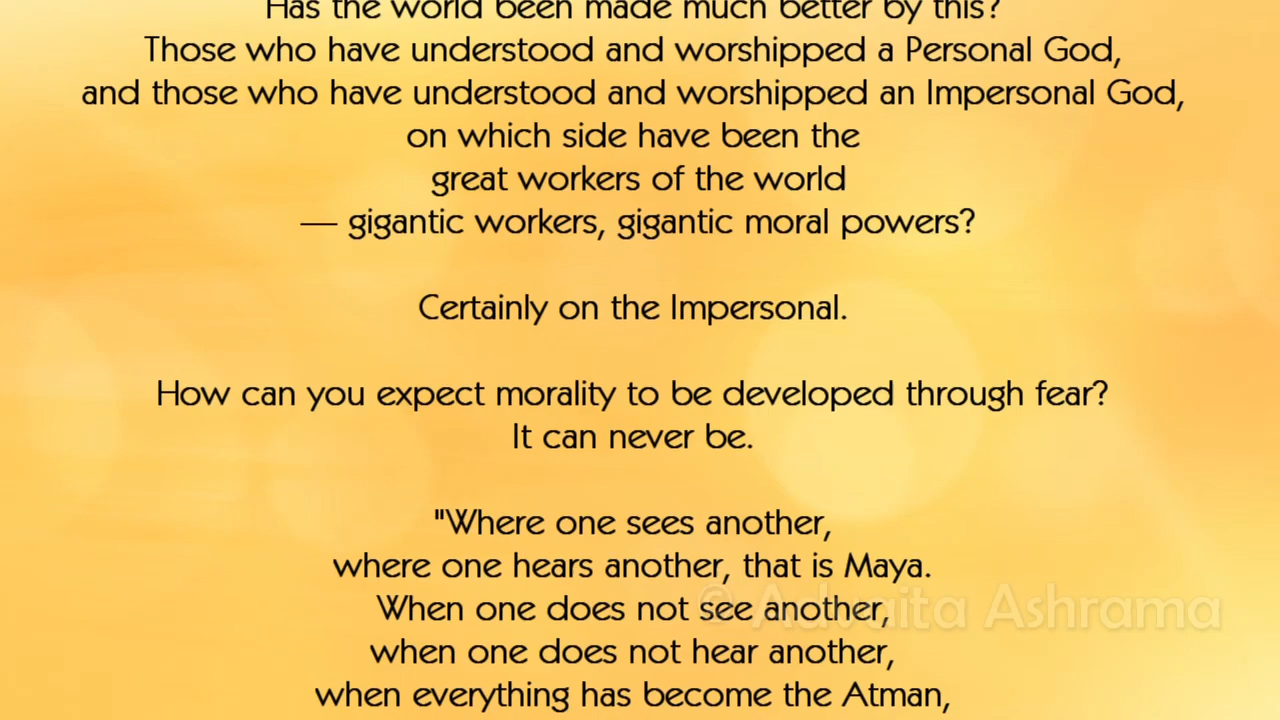 Has the world been made much better by this?
Those who have understood and worshipped a Personal God,
and those who have understood and worshipped an Impersonal God,
on which side have been the
great workers of the world
— gigantic workers, gigantic moral powers?
Certainly on the Impersonal.
How can you expect morality to be developed through fear?
It can never be.
"Where one sees another,
where one hears another, that is Maya.
When one does not see another,
© Advaita Ashrama
when one does not hear another,
when everything has become the Atman,